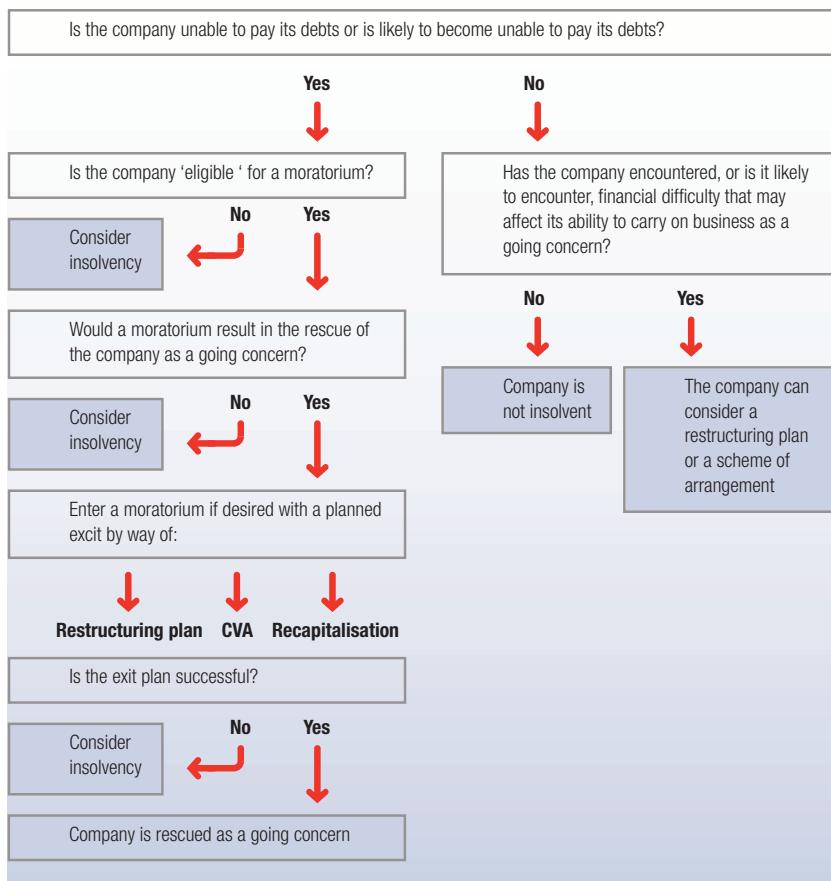 Is the company unable to pay its debts or is likely to become unable to pay its debts?
Yes
No
Is the company ‘eligible ‘ for a moratorium?
Has the company encountered, or is it likely
to encounter, financial difficulty that may
affect its ability to carry on business as a
going concern?
No
Yes
Consider
insolvency
No
Yes
Would a moratorium result in the rescue of
the company as a going concern?
Company is
not insolvent
The company can
consider a
restructuring plan
or a scheme of
arrangement
No
Yes
Consider
insolvency
Enter a moratorium if desired with a planned
excit by way of:
Restructuring plan
CVA
Recapitalisation
Is the exit plan successful?
No
Yes
Consider
insolvency
Company is rescued as a going concern